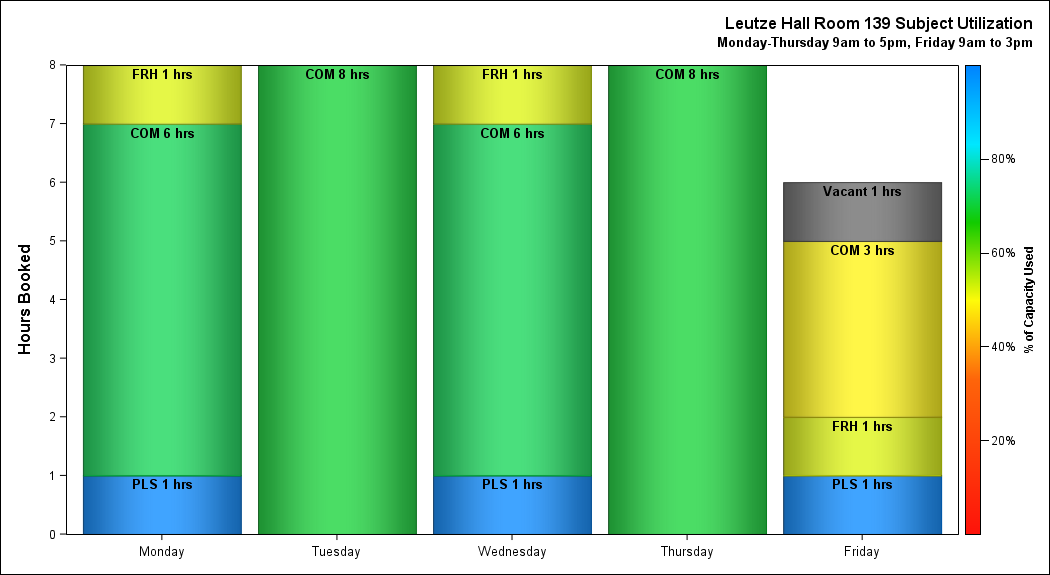 Leutze Hall Room 139 Subject Utilization
Monday-Thursday 9am to 5pm, Friday 9am to 3pm
Hours Booked
8
7
6
5
4
3
2
1
0
FRH 1 hrs
COM 6 hrs
PLS 1 hrs
COM 8 hrs
FRH 1 hrs
COM 6 hrs
PLS 1 hrs
COM 8 hrs
Vacant 1 hrs
COM 3 hrs
FRH 1 hrs
PLS 1 hrs
Monday
Tuesday
Wednesday
Thursday
Friday
80%
60%
40%
20%
% of Capacity Used